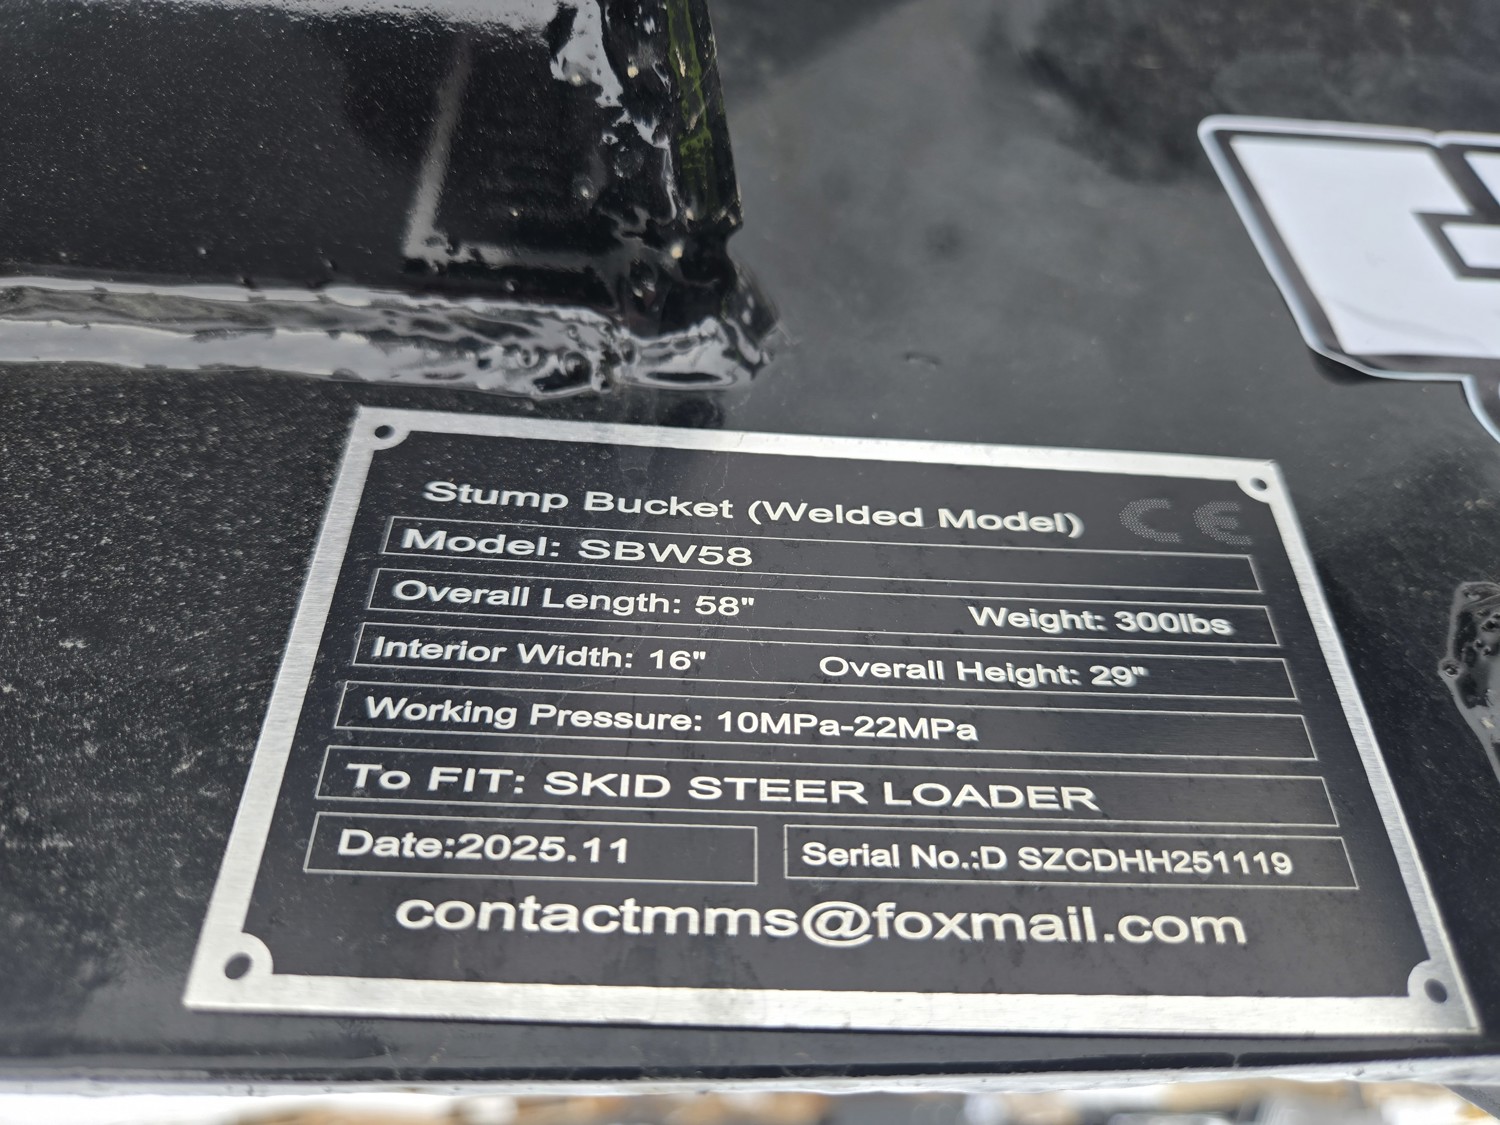 Stump Bucket (Welded Model) CE
Model: SBW58
Overall Length: 58" Weight: 300lbs
Interior Width: 16" Overall Height: 29"
Working Pressure: 10MPa-22MPa
To FIT: SKID STEER LOADER
Date:2025.11 Serial No.:D SZCDHH251119
contactmms@foxmail.com